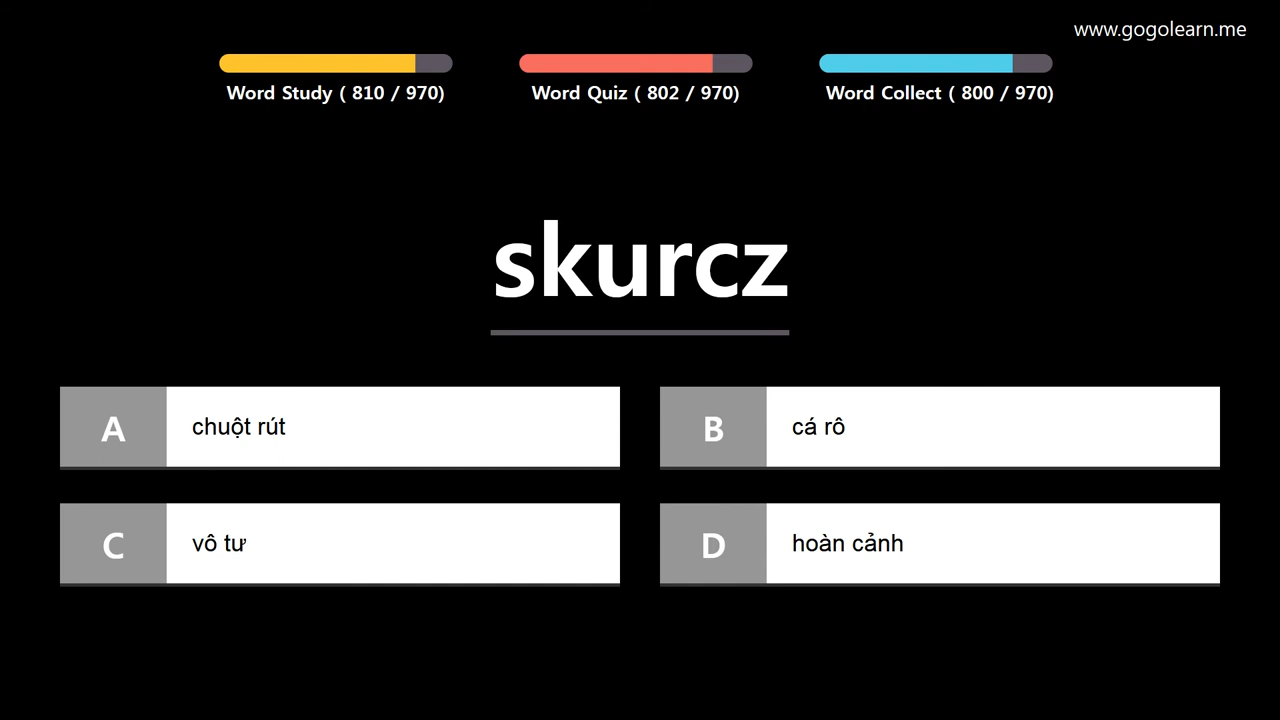 www.gogolearn.me
Word Study ( 810 / 970)
Word Quiz ( 802 / 970)
Word Collect ( 800 / 970)
skurcz
A
chuột rút
B
cá rô
C
vô tư
D
hoàn cảnh